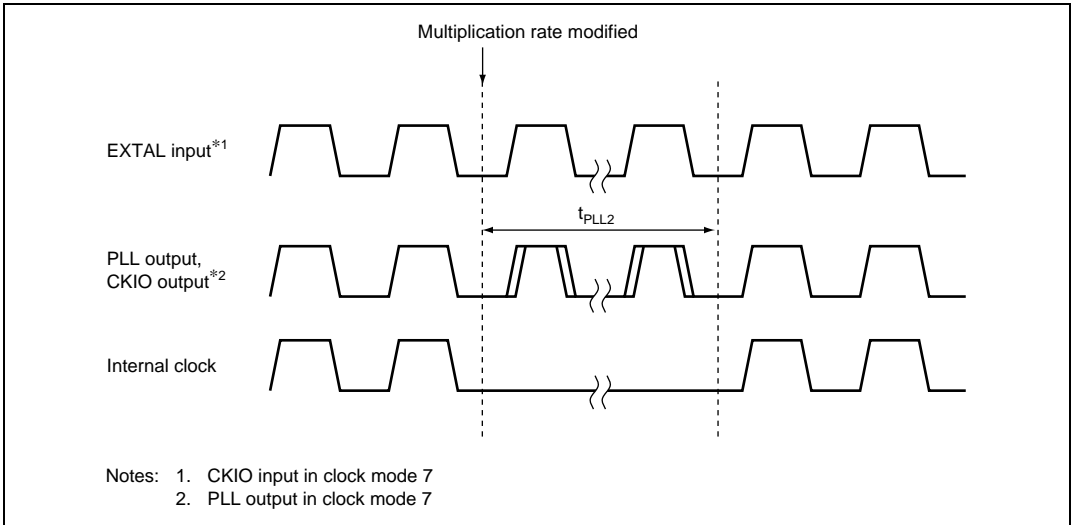 Multiplication rate modified
EXTAL input*1
tPLL2
PLL output,
CKIO output*2
Internal clock
Notes: 1. CKIO input in clock mode 7
2. PLL output in clock mode 7